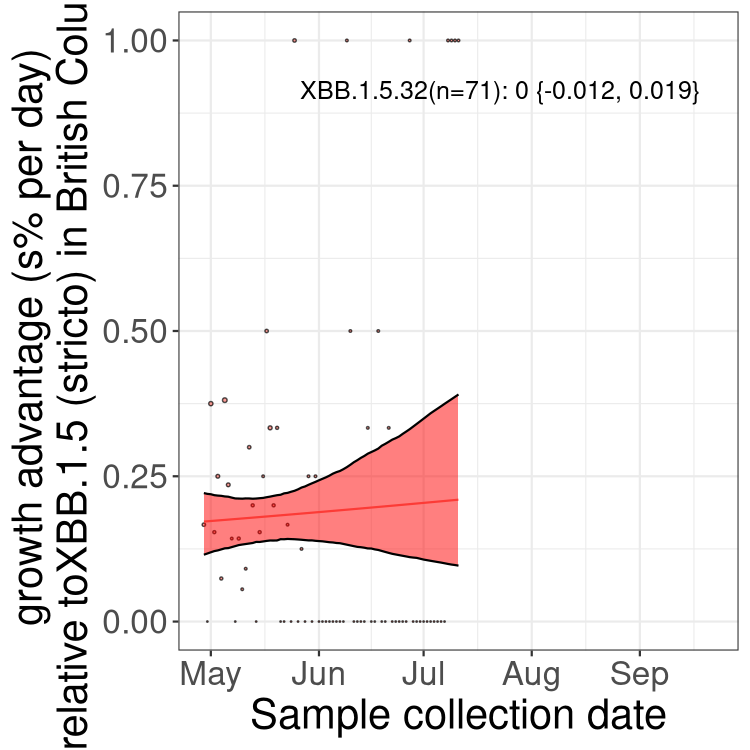 growth advantage (s% per day)
relative toXBB.1.5 (stricto) in British Colu
1.00
0.75
0.50
0.25
0.00
XBB.1.5.32(n=71): 0 {-0.012, 0.019}
May Jun Jul Aug Sep
Sample collection date